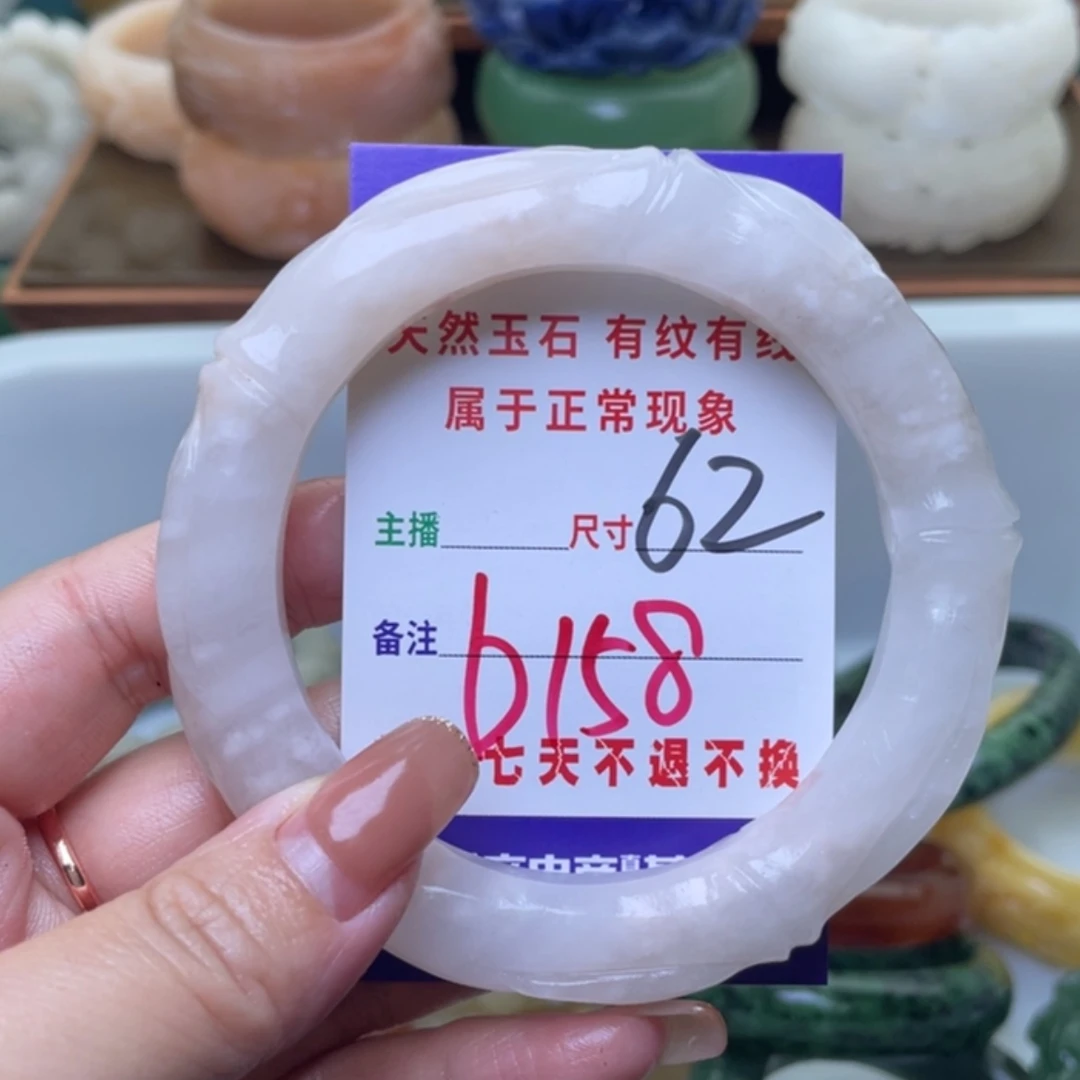 天然玉石 有纹有线
属于正常现象
主播 尺寸 62
备注 6158
七天不退不换